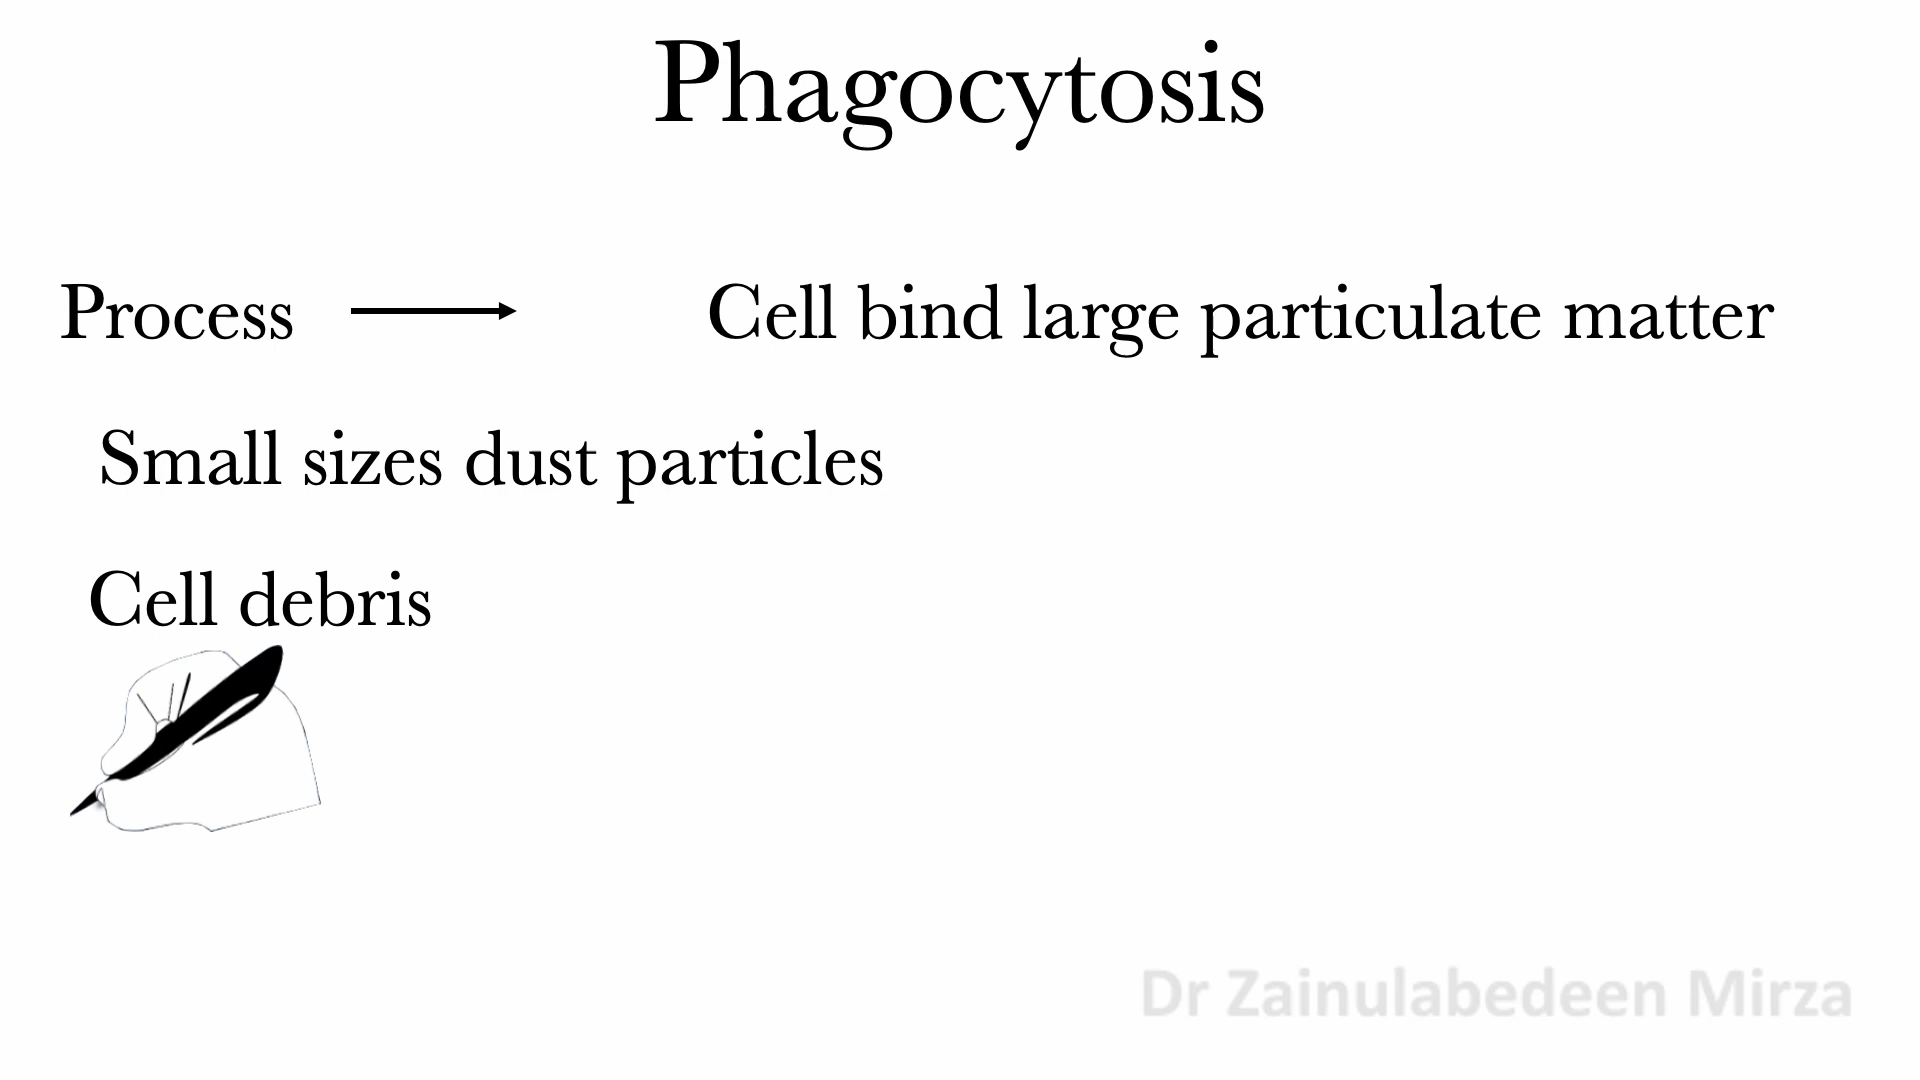 Phagocytosis
Process Cell bind large particulate matter
Small sizes dust particles
Cell debris
Dr Zainulabedeen Mirza